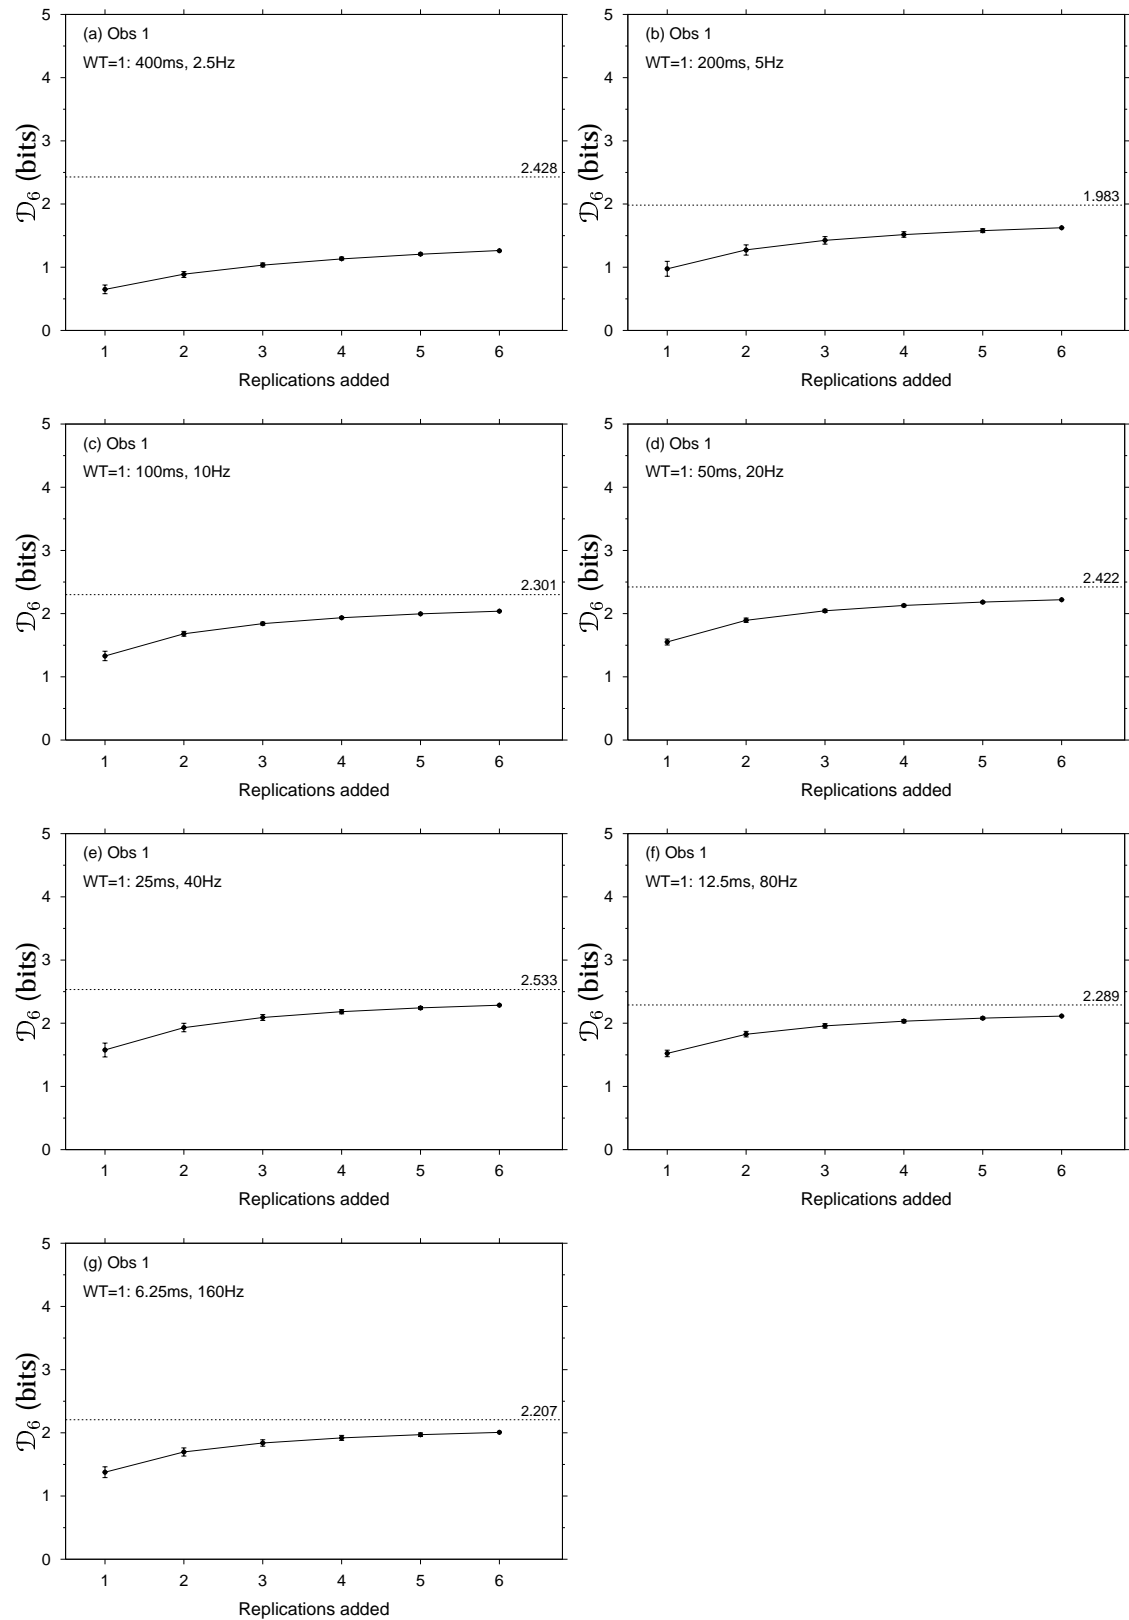 (a) Obs 1
WT=1: 400ms, 2.5Hz
2.428
𝒟₆ (bits)
0
1
2
3
4
5
1 2 3 4 5 6
Replications added
(b) Obs 1
WT=1: 200ms, 5Hz
1.983
𝒟₆ (bits)
0
1
2
3
4
5
1 2 3 4 5 6
Replications added
(c) Obs 1
WT=1: 100ms, 10Hz
2.301
𝒟₆ (bits)
0
1
2
3
4
5
1 2 3 4 5 6
Replications added
(d) Obs 1
WT=1: 50ms, 20Hz
2.422
𝒟₆ (bits)
0
1
2
3
4
5
1 2 3 4 5 6
Replications added
(e) Obs 1
WT=1: 25ms, 40Hz
2.533
𝒟₆ (bits)
0
1
2
3
4
5
1 2 3 4 5 6
Replications added
(f) Obs 1
WT=1: 12.5ms, 80Hz
2.289
𝒟₆ (bits)
0
1
2
3
4
5
1 2 3 4 5 6
Replications added
(g) Obs 1
WT=1: 6.25ms, 160Hz
2.207
𝒟₆ (bits)
0
1
2
3
4
5
1 2 3 4 5 6
Replications added